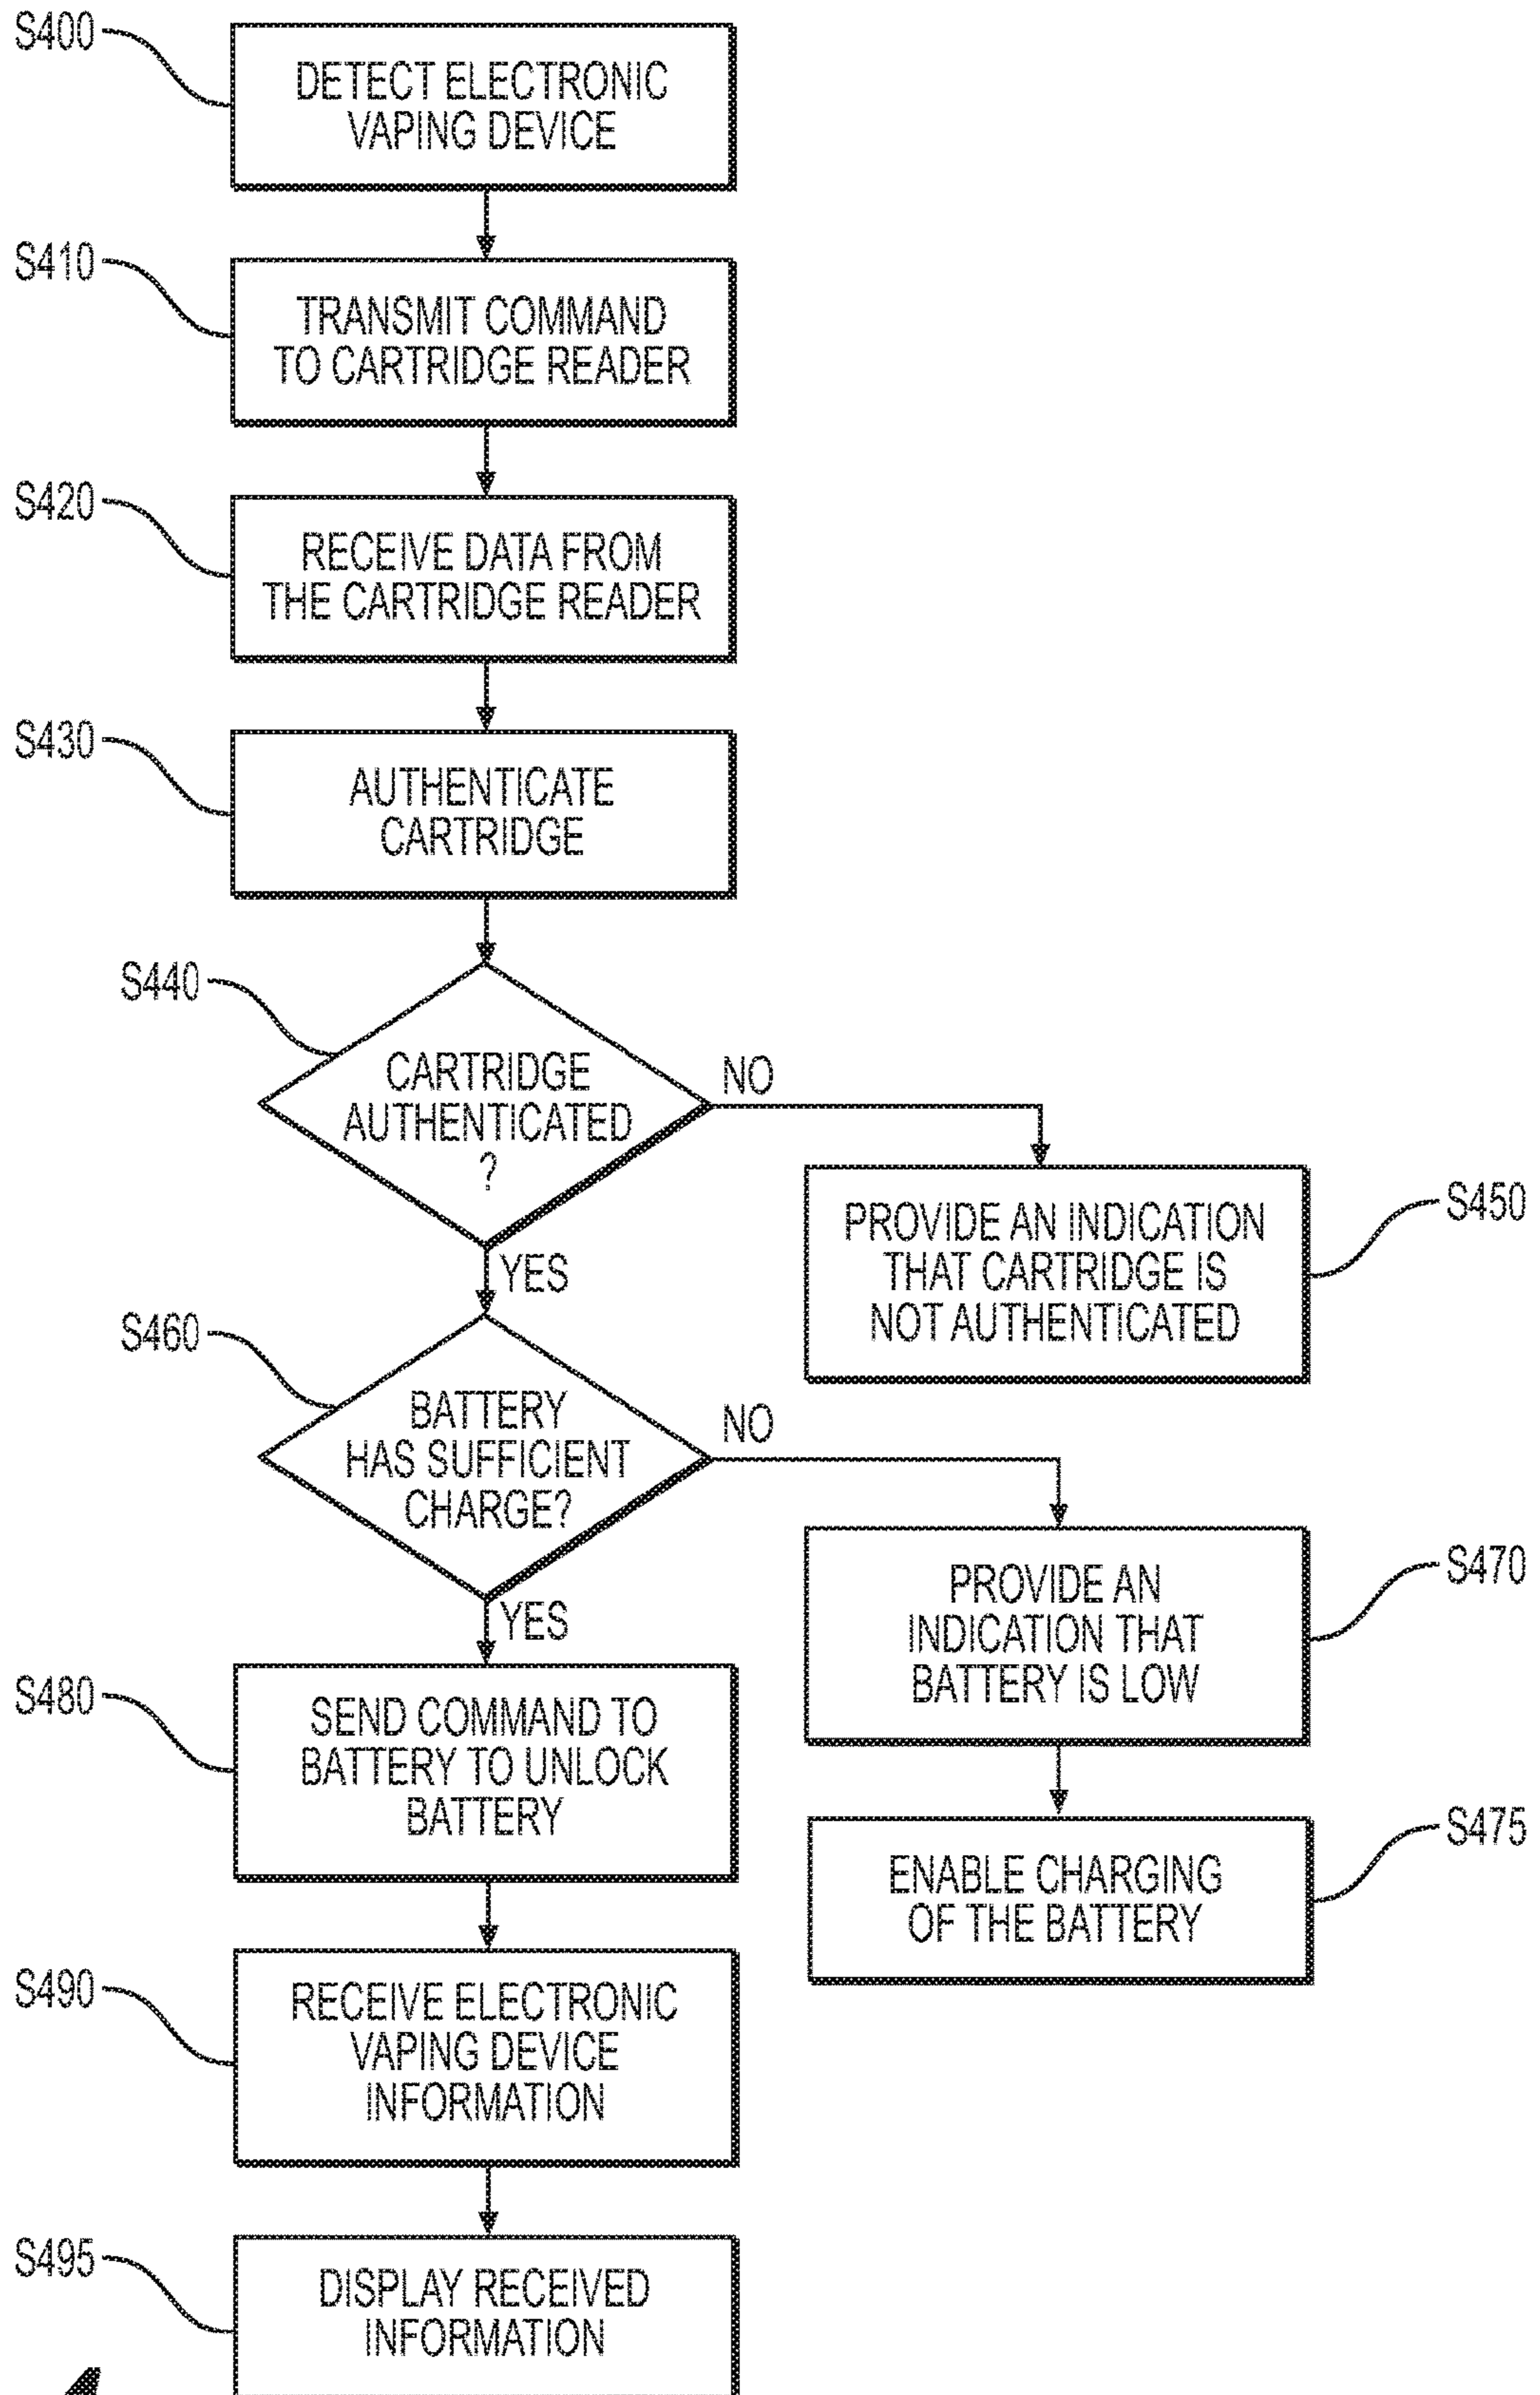 S400
DETECT ELECTRONIC
VAPING DEVICE
S410
TRANSMIT COMMAND
TO CARTRIDGE READER
S420
RECEIVE DATA FROM
THE CARTRIDGE READER
S430
AUTHENTICATE
CARTRIDGE
S440
CARTRIDGE
AUTHENTICATED
?
NO
YES
S450
PROVIDE AN INDICATION
THAT CARTRIDGE IS
NOT AUTHENTICATED
S460
BATTERY
HAS SUFFICIENT
CHARGE?
NO
YES
S470
PROVIDE AN
INDICATION THAT
BATTERY IS LOW
S475
ENABLE CHARGING
OF THE BATTERY
S480
SEND COMMAND TO
BATTERY TO UNLOCK
BATTERY
S490
RECEIVE ELECTRONIC
VAPING DEVICE
INFORMATION
S495
DISPLAY RECEIVED
INFORMATION